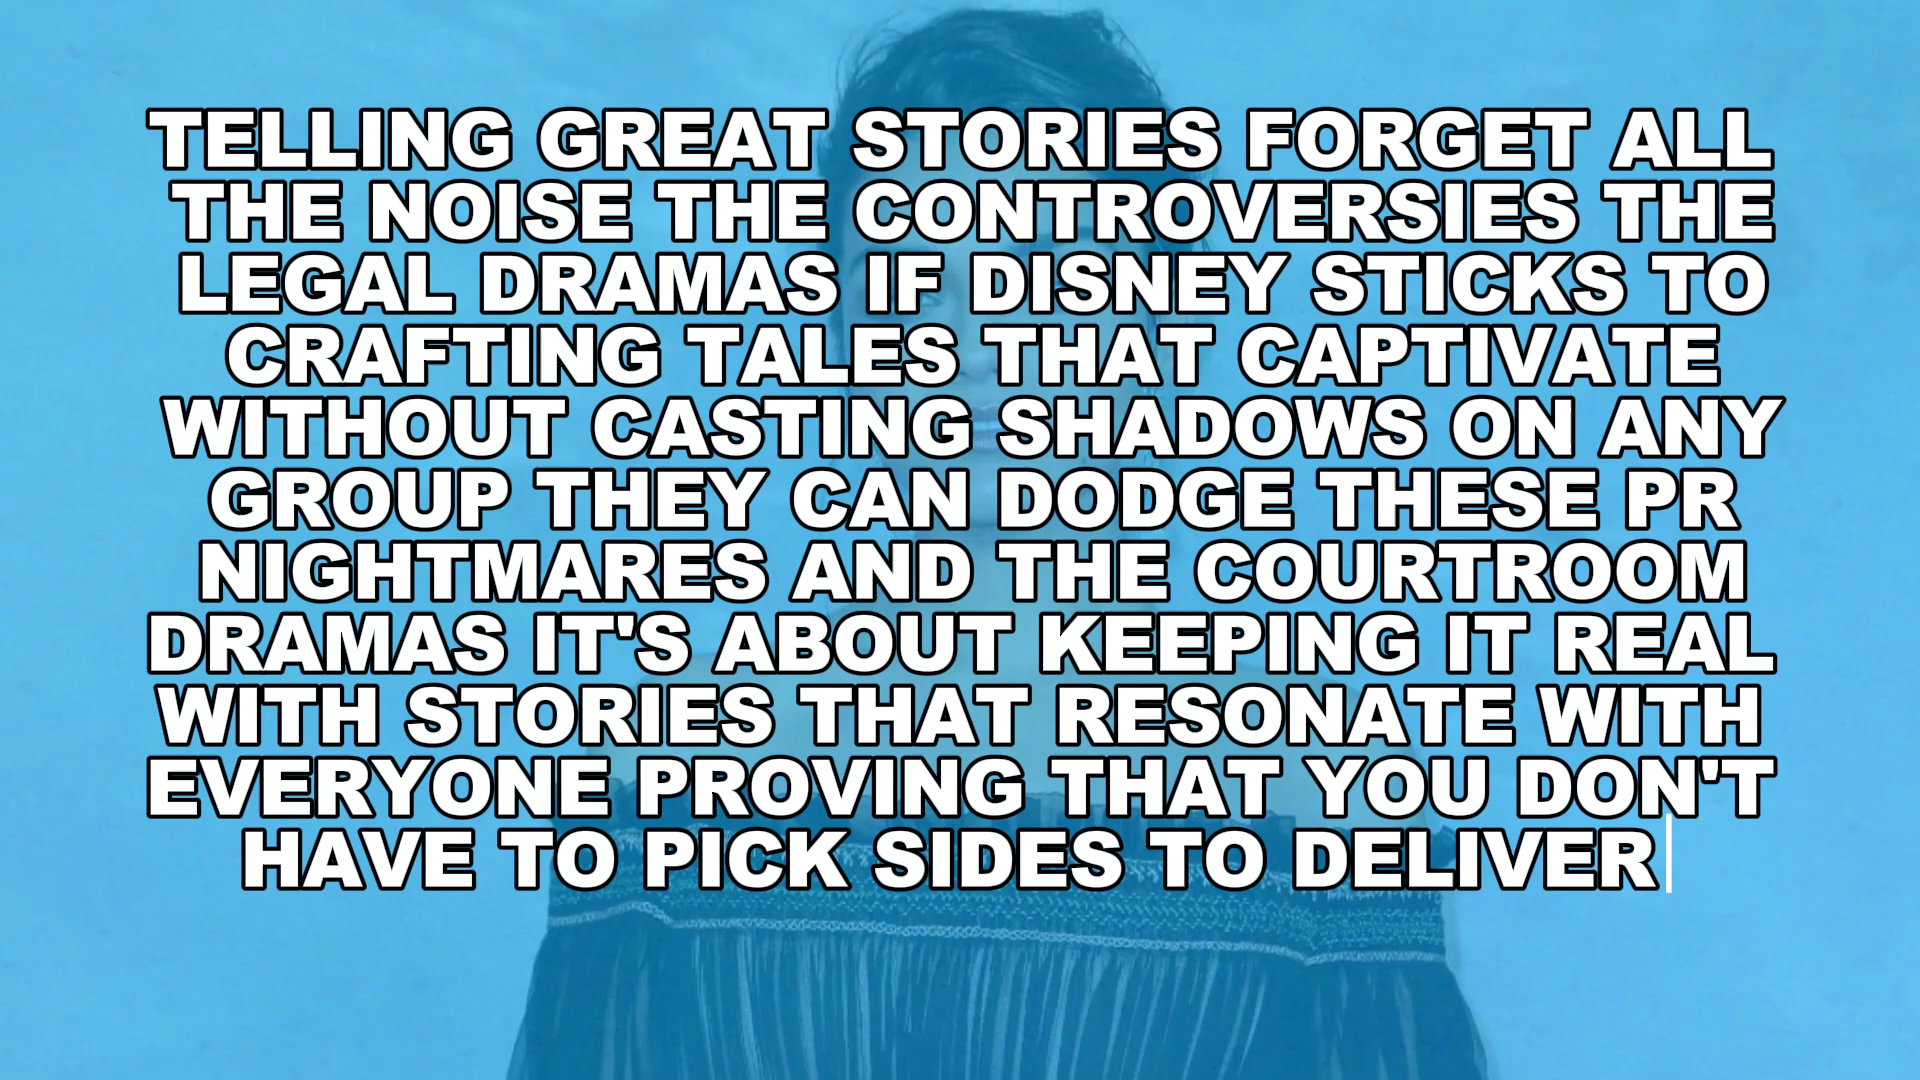 TELLING GREAT STORIES FORGET ALL
THE NOISE THE CONTROVERSIES THE
LEGAL DRAMAS IF DISNEY STICKS TO
CRAFTING TALES THAT CAPTIVATE
WITHOUT CASTING SHADOWS ON ANY
GROUP THEY CAN DODGE THESE PR
NIGHTMARES AND THE COURTROOM
DRAMAS IT'S ABOUT KEEPING IT REAL
WITH STORIES THAT RESONATE WITH
EVERYONE PROVING THAT YOU DON'T
HAVE TO PICK SIDES TO DELIVER